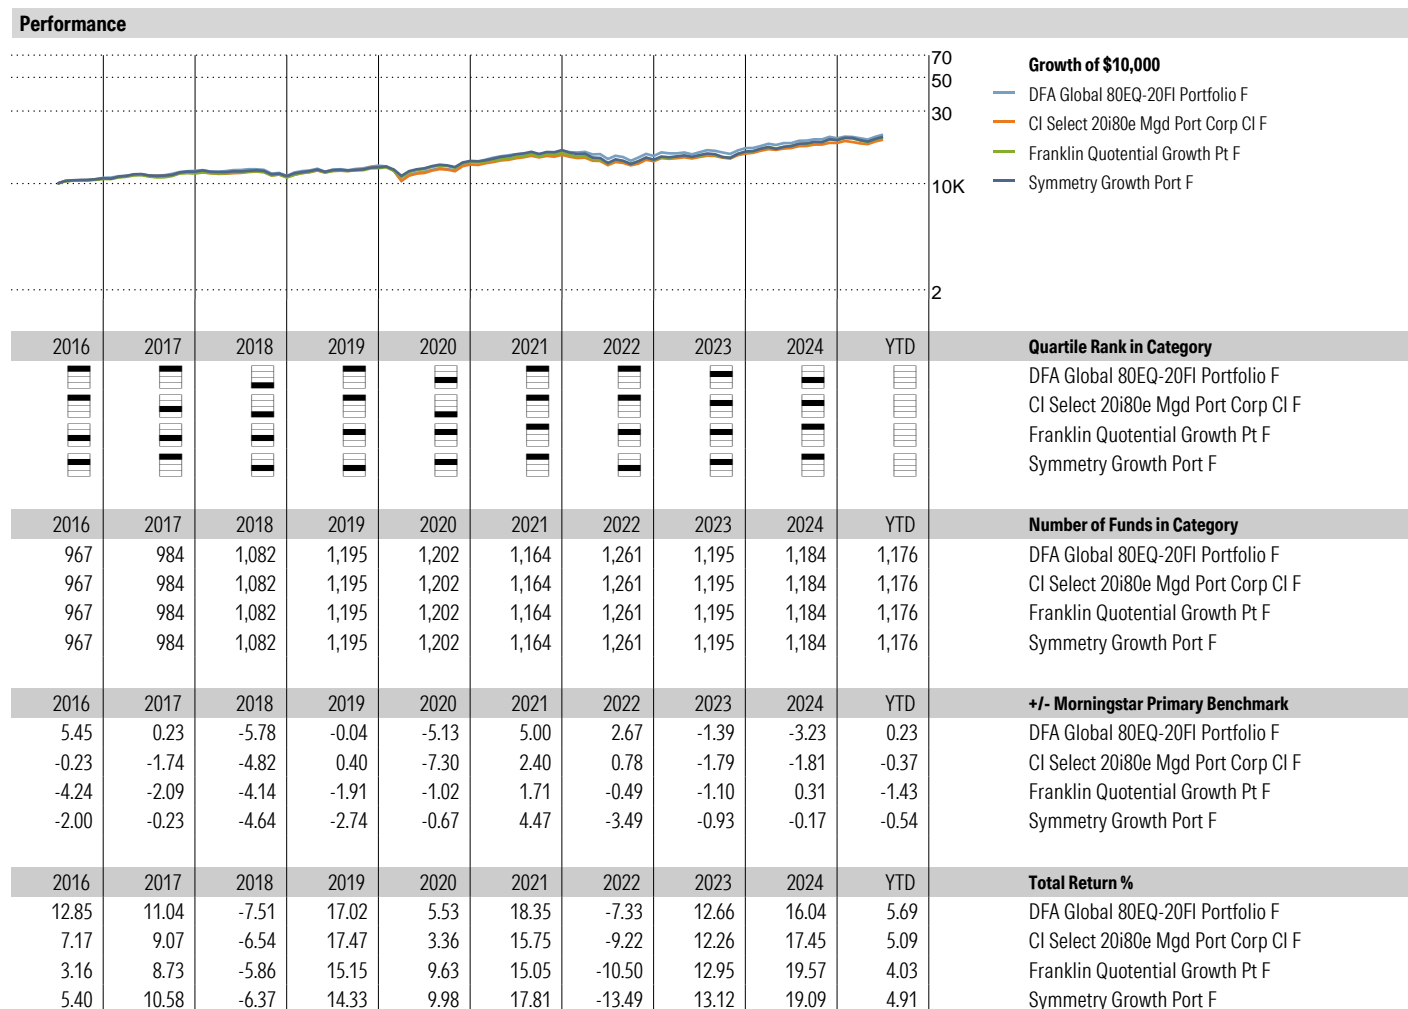 Performance
70
50
30
10K
2
Growth of $10,000
DFA Global 80EQ-20FI Portfolio F
CI Select 20i80e Mgd Port Corp Cl F
Franklin Quotential Growth Pt F
Symmetry Growth Port F
2016 2017 2018 2019 2020 2021 2022 2023 2024 YTD Quartile Rank in Category
DFA Global 80EQ-20FI Portfolio F
CI Select 20i80e Mgd Port Corp Cl F
Franklin Quotential Growth Pt F
Symmetry Growth Port F
2016 2017 2018 2019 2020 2021 2022 2023 2024 YTD Number of Funds in Category
967 984 1,082 1,195 1,202 1,164 1,261 1,195 1,184 1,176 DFA Global 80EQ-20FI Portfolio F
967 984 1,082 1,195 1,202 1,164 1,261 1,195 1,184 1,176 CI Select 20i80e Mgd Port Corp Cl F
967 984 1,082 1,195 1,202 1,164 1,261 1,195 1,184 1,176 Franklin Quotential Growth Pt F
967 984 1,082 1,195 1,202 1,164 1,261 1,195 1,184 1,176 Symmetry Growth Port F
2016 2017 2018 2019 2020 2021 2022 2023 2024 YTD +/- Morningstar Primary Benchmark
5.45 0.23 -5.78 -0.04 -5.13 5.00 2.67 -1.39 -3.23 0.23 DFA Global 80EQ-20FI Portfolio F
-0.23 -1.74 -4.82 0.40 -7.30 2.40 0.78 -1.79 -1.81 -0.37 CI Select 20i80e Mgd Port Corp Cl F
-4.24 -2.09 -4.14 -1.91 -1.02 1.71 -0.49 -1.10 0.31 -1.43 Franklin Quotential Growth Pt F
-2.00 -0.23 -4.64 -2.74 -0.67 4.47 -3.49 -0.93 -0.17 -0.54 Symmetry Growth Port F
2016 2017 2018 2019 2020 2021 2022 2023 2024 YTD Total Return %
12.85 11.04 -7.51 17.02 5.53 18.35 -7.33 12.66 16.04 5.69 DFA Global 80EQ-20FI Portfolio F
7.17 9.07 -6.54 17.47 3.36 15.75 -9.22 12.26 17.45 5.09 CI Select 20i80e Mgd Port Corp Cl F
3.16 8.73 -5.86 15.15 9.63 15.05 -10.50 12.95 19.57 4.03 Franklin Quotential Growth Pt F
5.40 10.58 -6.37 14.33 9.98 17.81 -13.49 13.12 19.09 4.91 Symmetry Growth Port F